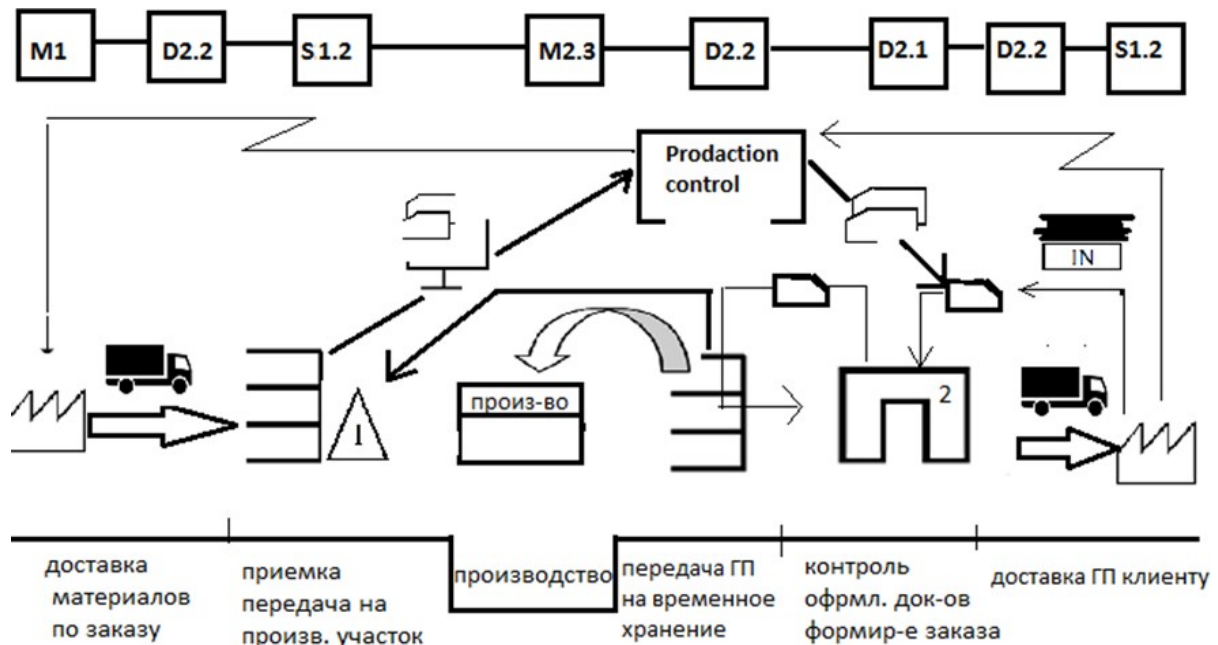 M1 D2.2 S1.2 M2.3 D2.2 D2.1 D2.2 S1.2
Prodaction
control
IN
произ-во
1
2
доставка
материалов
по заказу
приемка
передача на
произв. участок
производство
передача ГП
на временное
хранение
контроль
офрмл. док-ов
формир-е заказа
доставка ГП клиенту